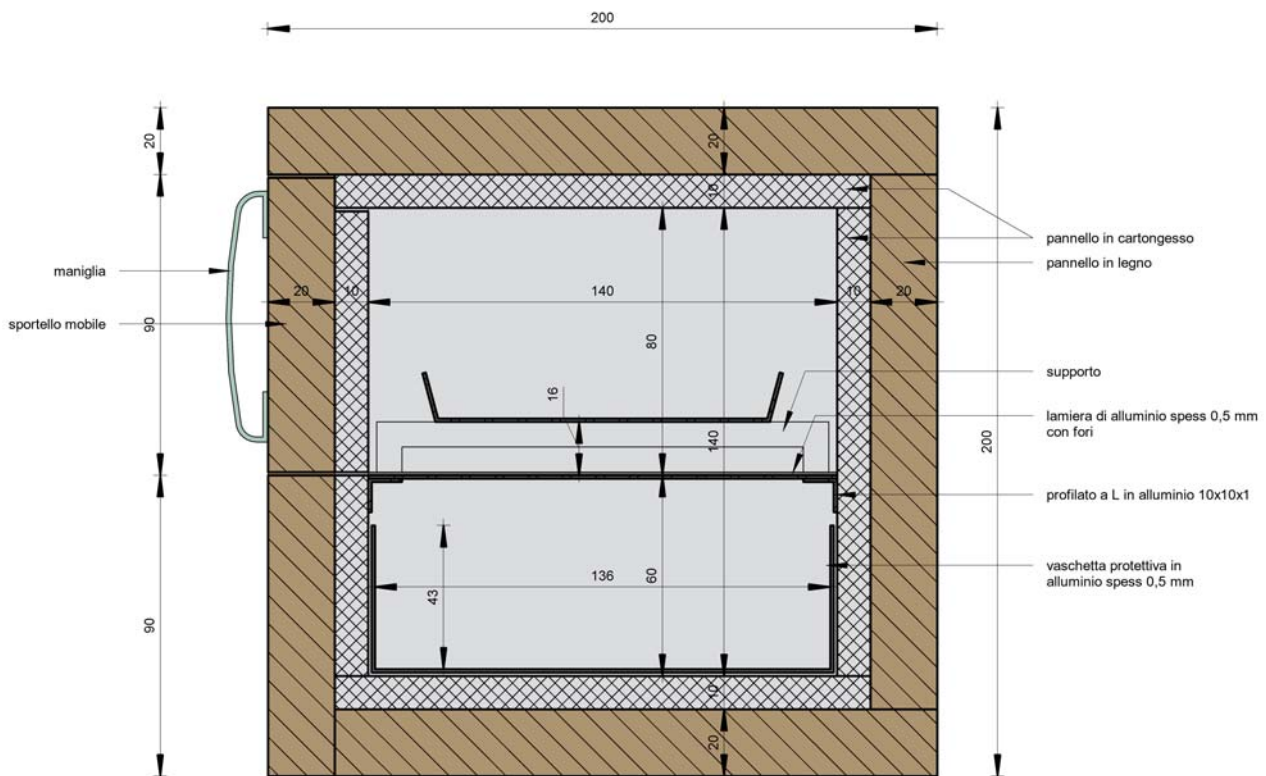 200
20
20
10
pannello in cartongesso
pannello in legno
maniglia
20
10
140
10
20
sportello mobile
90
80
supporto
16
lamiera di alluminio spess 0,5 mm
con fori
140
200
profilato a L in alluminio 10x10x1
vaschetta protettiva in
alluminio spess 0,5 mm
136
60
43
90
10
20